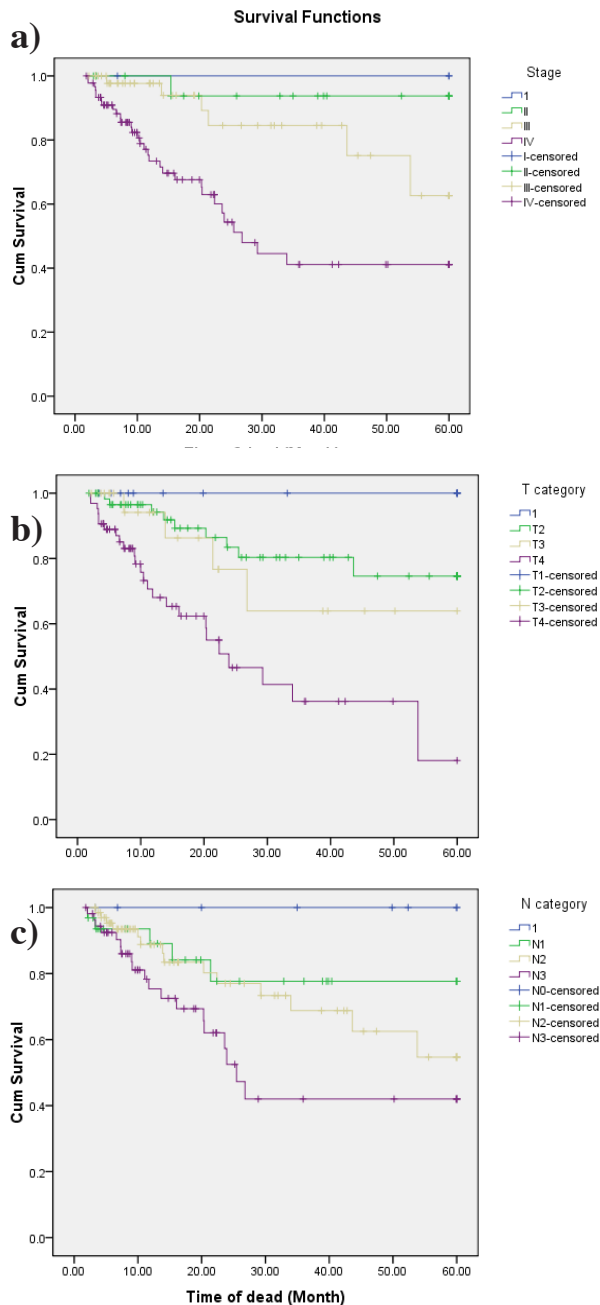 Survival Functions
a)
Cum Survival
1.0
0.8
0.6
0.4
0.2
0.0
0.00 10.00 20.00 30.00 40.00 50.00 60.00
Stage
1
II
III
IV
I-censored
II-censored
III-censored
IV-censored
b)
Cum Survival
1.0
0.8
0.6
0.4
0.2
0.0
0.00 10.00 20.00 30.00 40.00 50.00 60.00
T category
1
T2
T3
T4
T1-censored
T2-censored
T3-censored
T4-censored
c)
Cum Survival
1.0
0.8
0.6
0.4
0.2
0.0
0.00 10.00 20.00 30.00 40.00 50.00 60.00
Time of dead (Month)
N category
1
N1
N2
N3
N0-censored
N1-censored
N2-censored
N3-censored